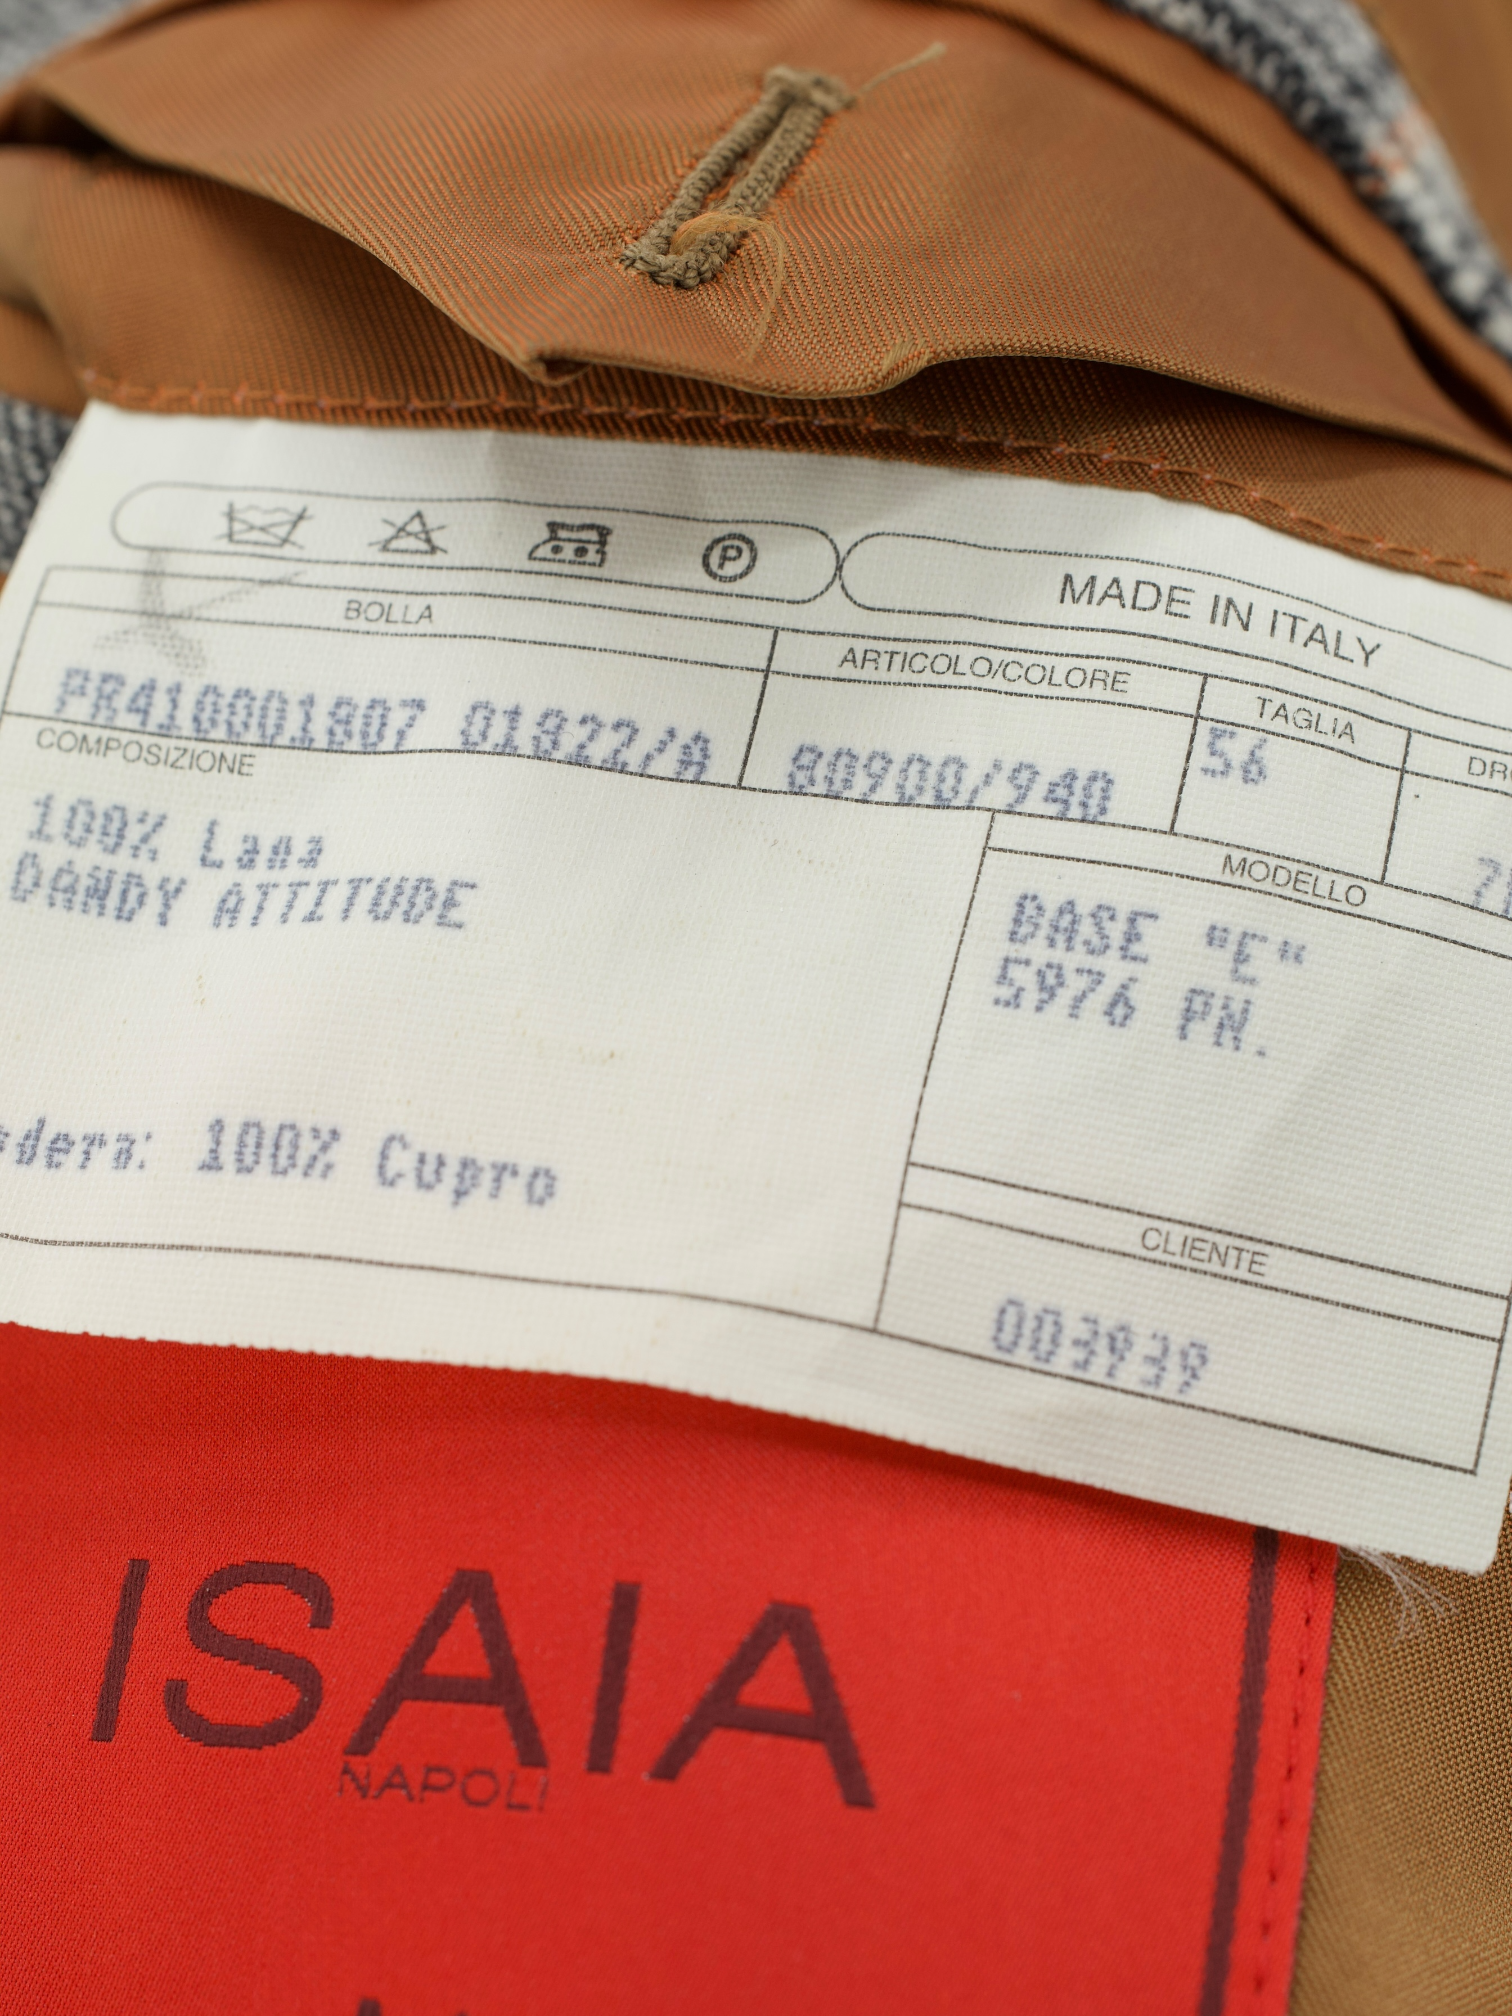 P
MADE IN ITALY
BOLLA
ARTICOLO/COLORE
TAGLIA
PR410001807 01822/A
80900/940
56
COMPOSIZIONE
100% Lana
DANDY ATTITUDE
MODELLO
BASE "E"
5976 PN.
dera: 100% Cupro
CLIENTE
003939
ISAIA
NAPOLI